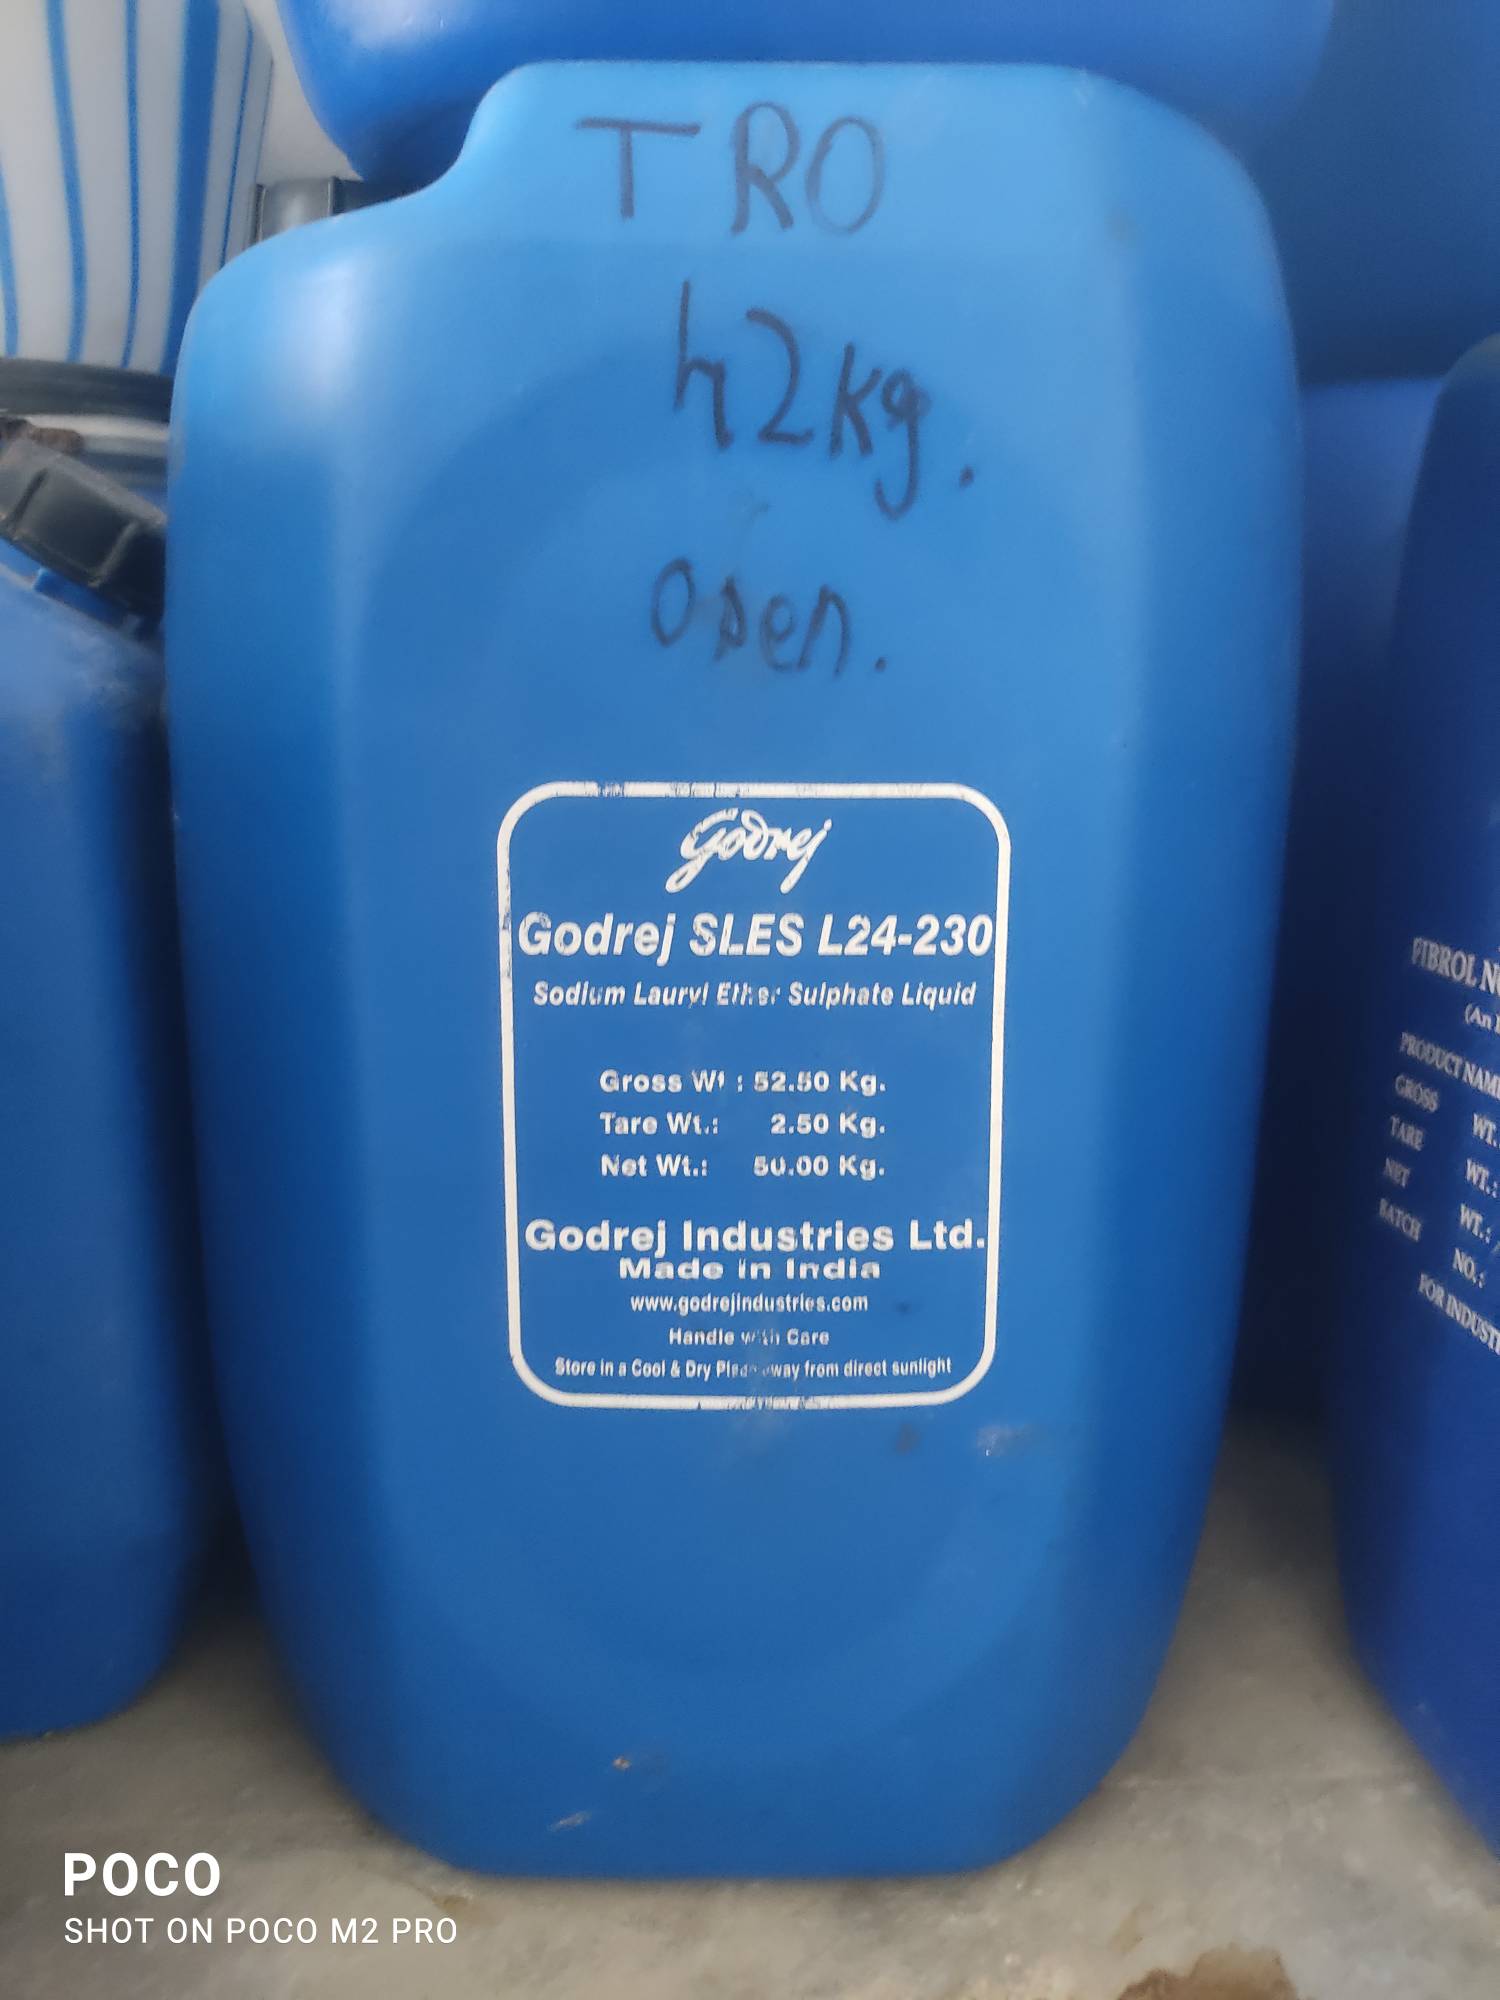 TRO
42kg.
open.
Godrej
Godrej SLES L24-230
Sodium Lauryl Ether Sulphate Liquid
Gross Wt : 52.50 Kg.
Tare Wt.: 2.50 Kg.
Net Wt.: 50.00 Kg.
Godrej Industries Ltd.
Made in India
www.godrejindustries.com
Handle with Care
Store in a Cool & Dry Place away from direct sunlight
FIBROL
(An
PRODUCT NAME
GROSS WT.
TARE WT.:
NET WT.:
BATCH NO.:
FOR
POCO
SHOT ON POCO M2 PRO